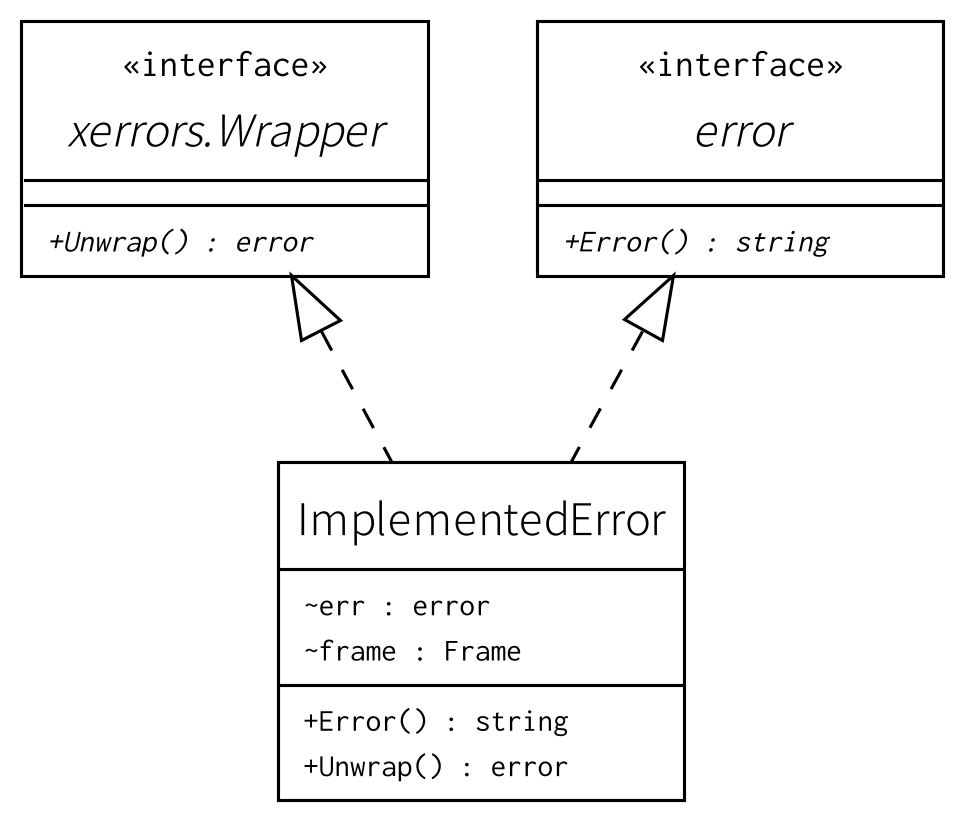 «interface»
xerrors.Wrapper
+Unwrap() : error
«interface»
error
+Error() : string
ImplementedError
~err : error
~frame : Frame
+Error() : string
+Unwrap() : error